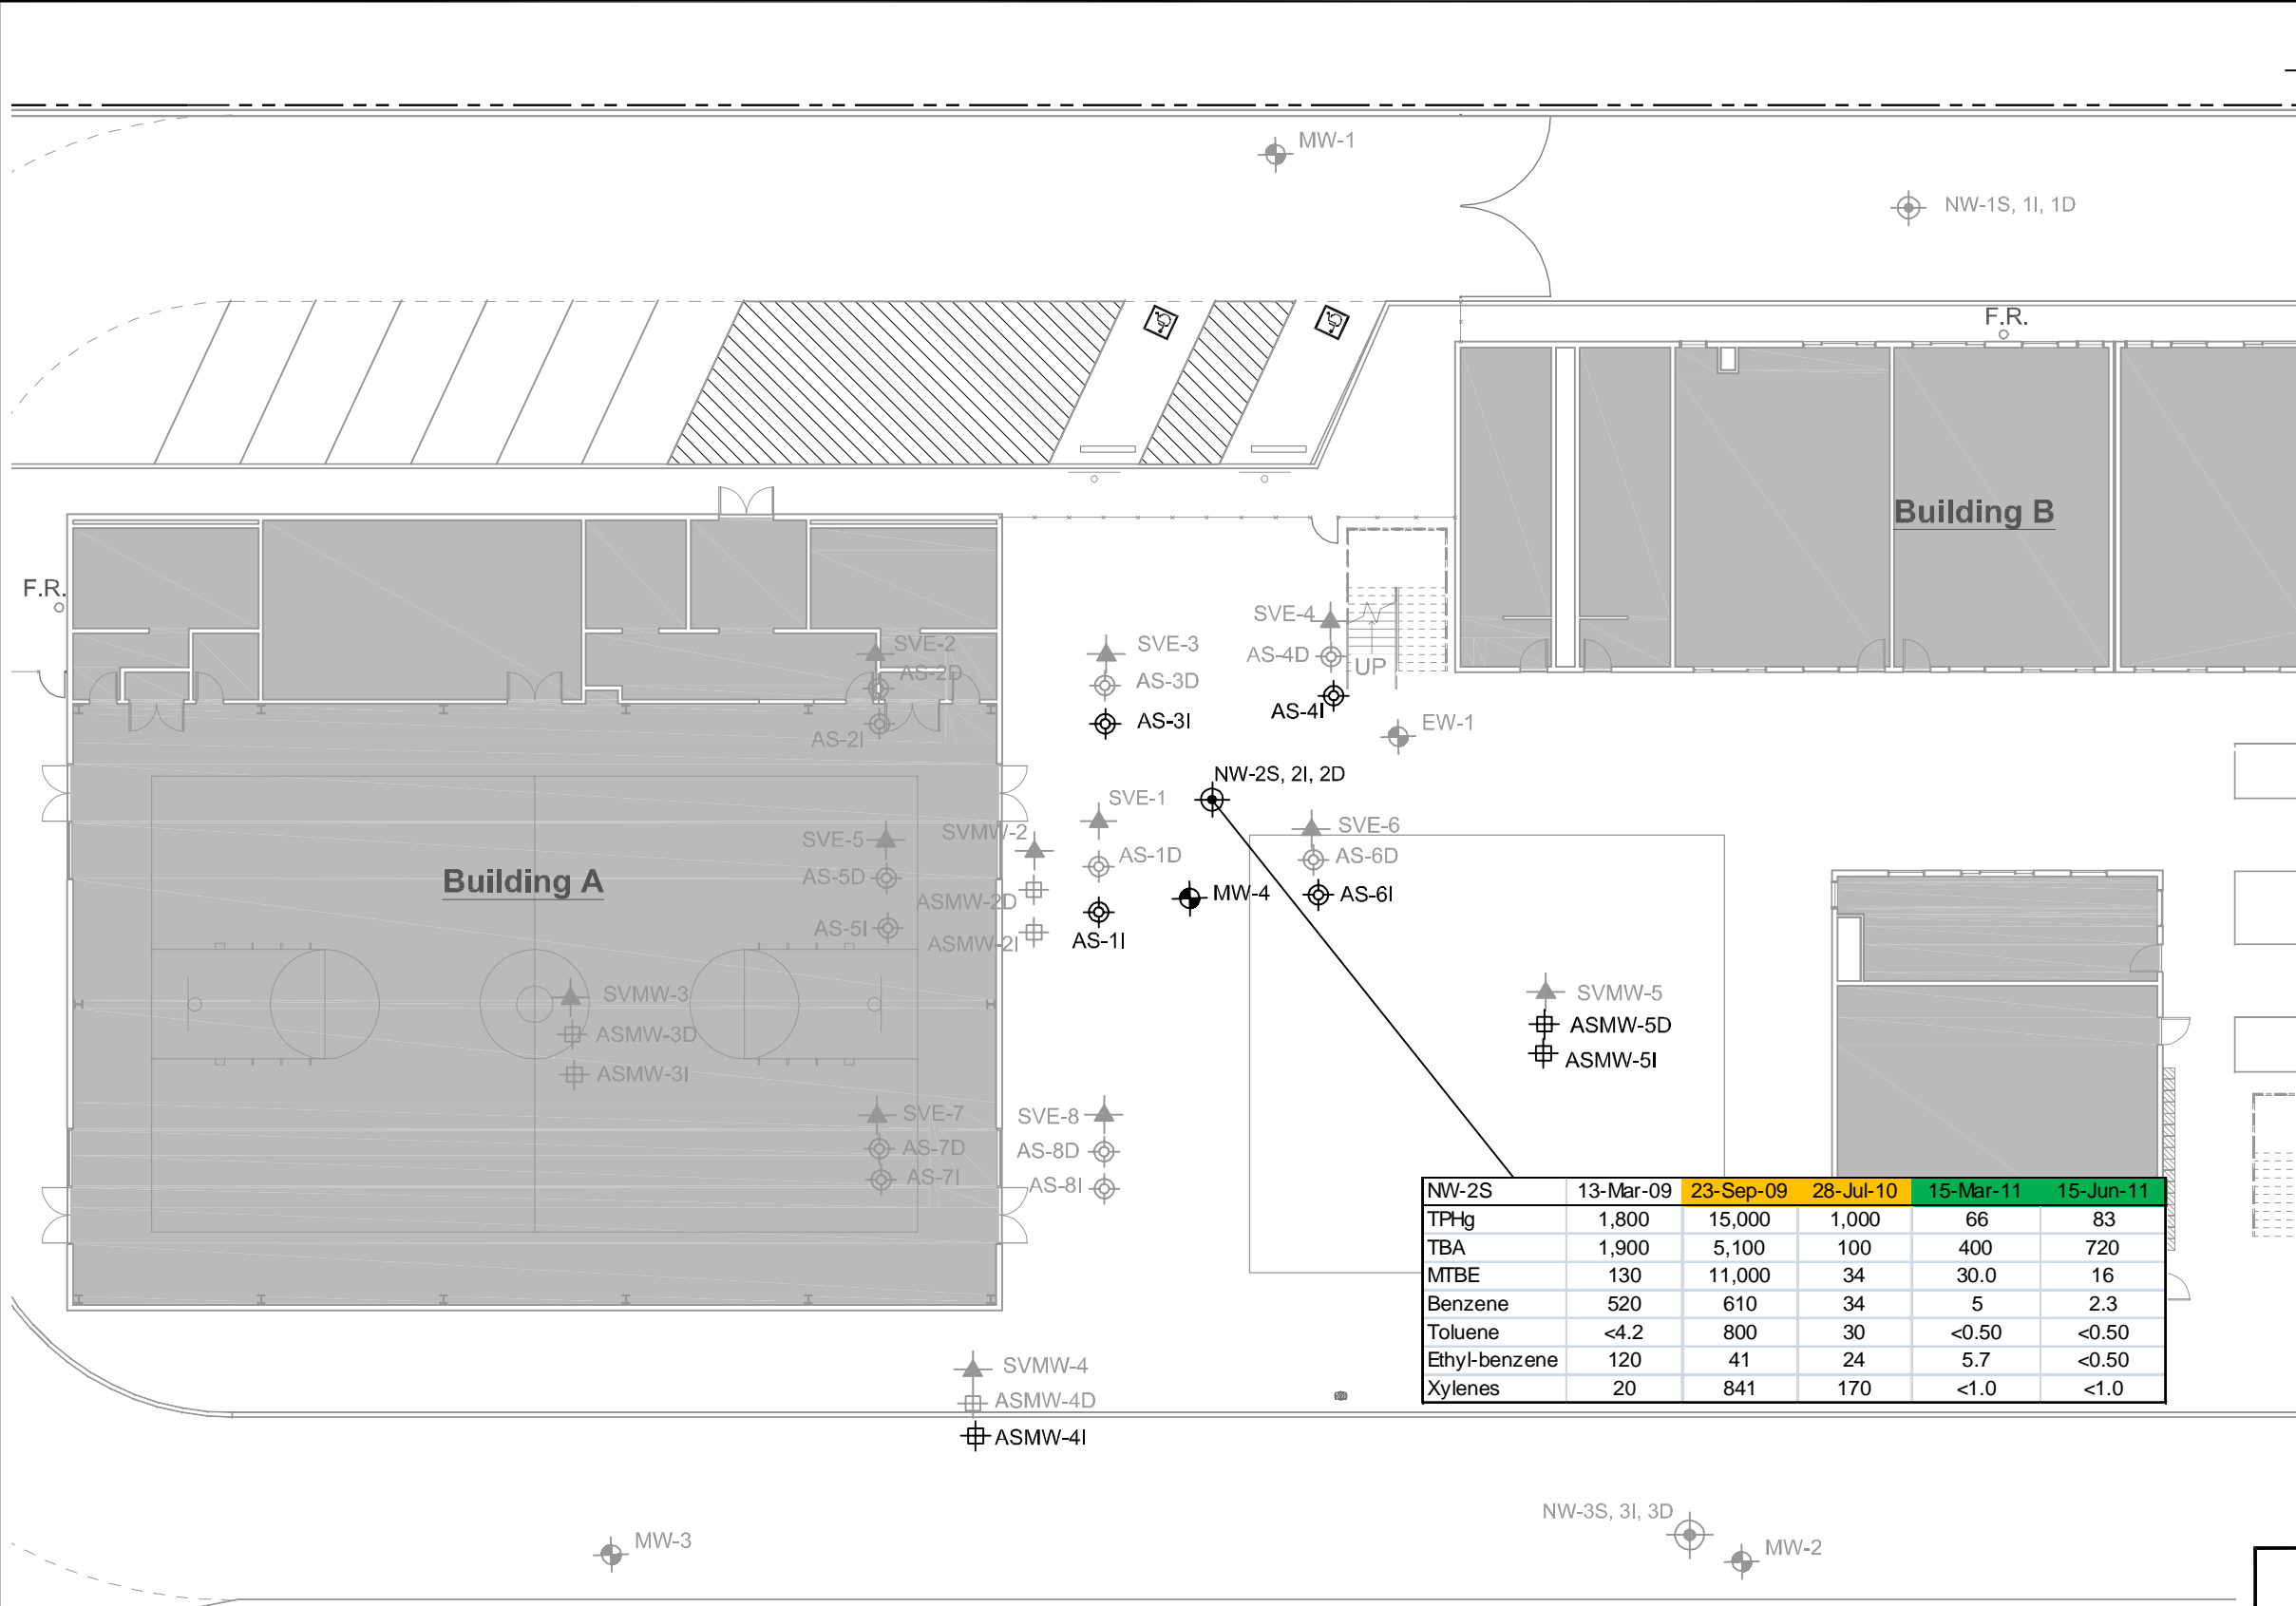 MW-1
NW-1S, 1I, 1D
F.R.
Building B
F.R.
SVE-4
SVE-2
SVE-3
AS-4D
UP
AS-2D
AS-3D
AS-4I
AS-3I
EW-1
AS-2I
NW-2S, 2I, 2D
SVE-1
SVE-6
SVMW-2
SVE-5
AS-1D
AS-6D
AS-5D
Building A
MW-4
AS-6I
ASMW-2D
AS-5I
AS-1I
ASMW-2I
SVMW-3
SVMW-5
ASMW-5D
ASMW-3D
ASMW-5I
ASMW-3I
SVE-7
SVE-8
AS-7D
AS-8D
AS-7I
AS-8I
NW-2S 13-Mar-09 23-Sep-09 28-Jul-10 15-Mar-11 15-Jun-11
TPHg 1,800 15,000 1,000 66 83
TBA 1,900 5,100 100 400 720
MTBE 130 11,000 34 30.0 16
Benzene 520 610 34 5 2.3
Toluene <4.2 800 30 <0.50 <0.50
Ethyl-benzene 120 41 24 5.7 <0.50
Xylenes 20 841 170 <1.0 <1.0
SVMW-4
ASMW-4D
ASMW-4I
NW-3S, 3I, 3D
MW-3
MW-2